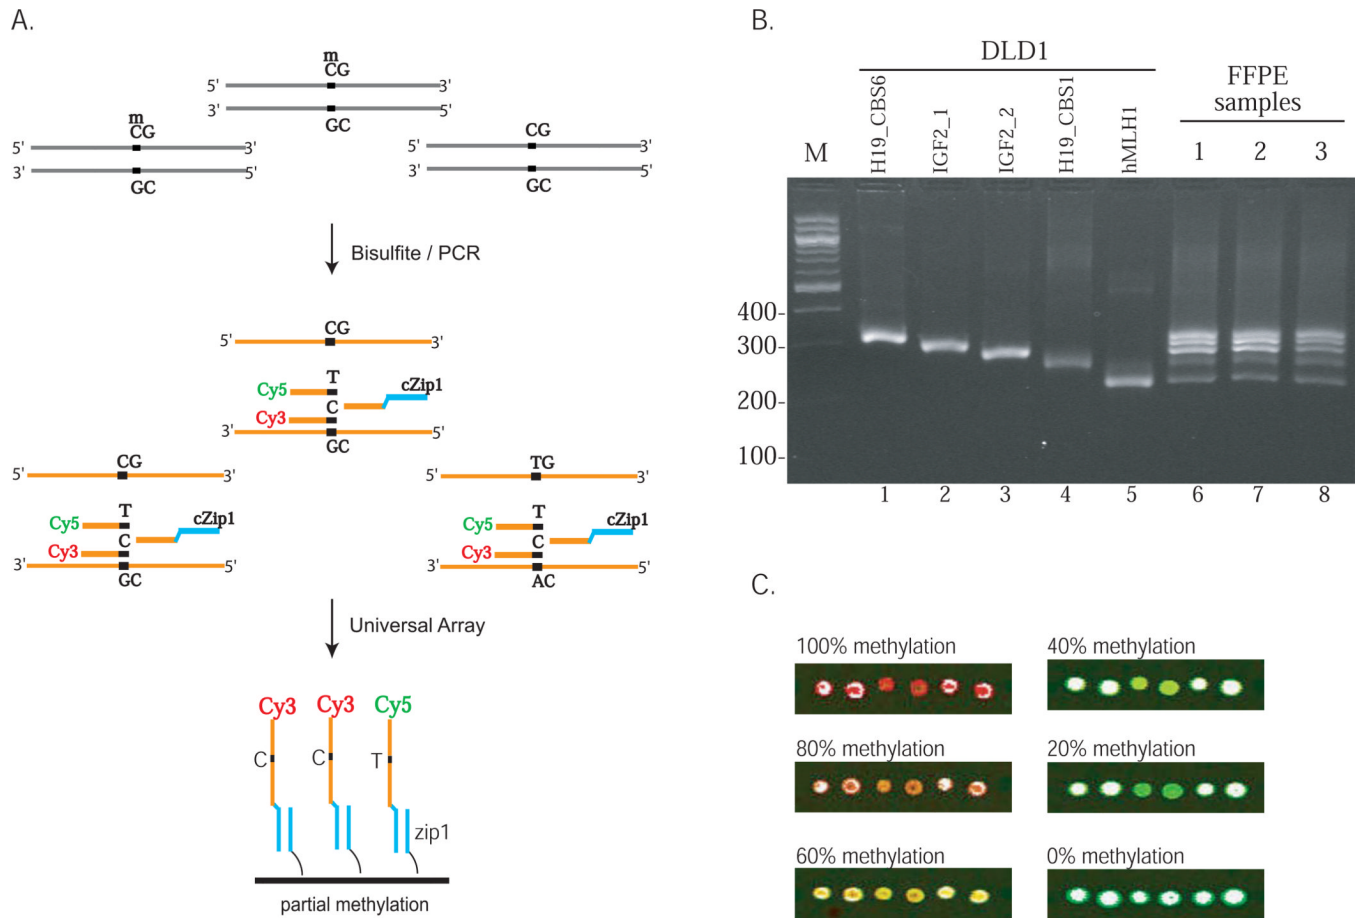 A.
m
CG
5' 3'
3' 5'
GC
m
CG
5' 3'
3' 5'
GC
CG
5' 3'
3' 5'
GC
Bisulfite / PCR
CG
5' 3'
T
Cy5 cZip1
C
Cy3
3' 5'
GC
CG
5' 3'
T
Cy5 cZip1
C
Cy3
3' 5'
GC
TG
5' 3'
T
Cy5 cZip1
C
Cy3
3' 5'
AC
Universal Array
Cy3 Cy3 Cy5
C C T
zip1
partial methylation
B.
DLD1
FFPE
samples
M H19_CBS6 IGF2_1 IGF2_2 H19_CBS1 hMLH1 1 2 3
400-
300-
200-
100-
1 2 3 4 5 6 7 8
C.
100% methylation
40% methylation
80% methylation
20% methylation
60% methylation
0% methylation